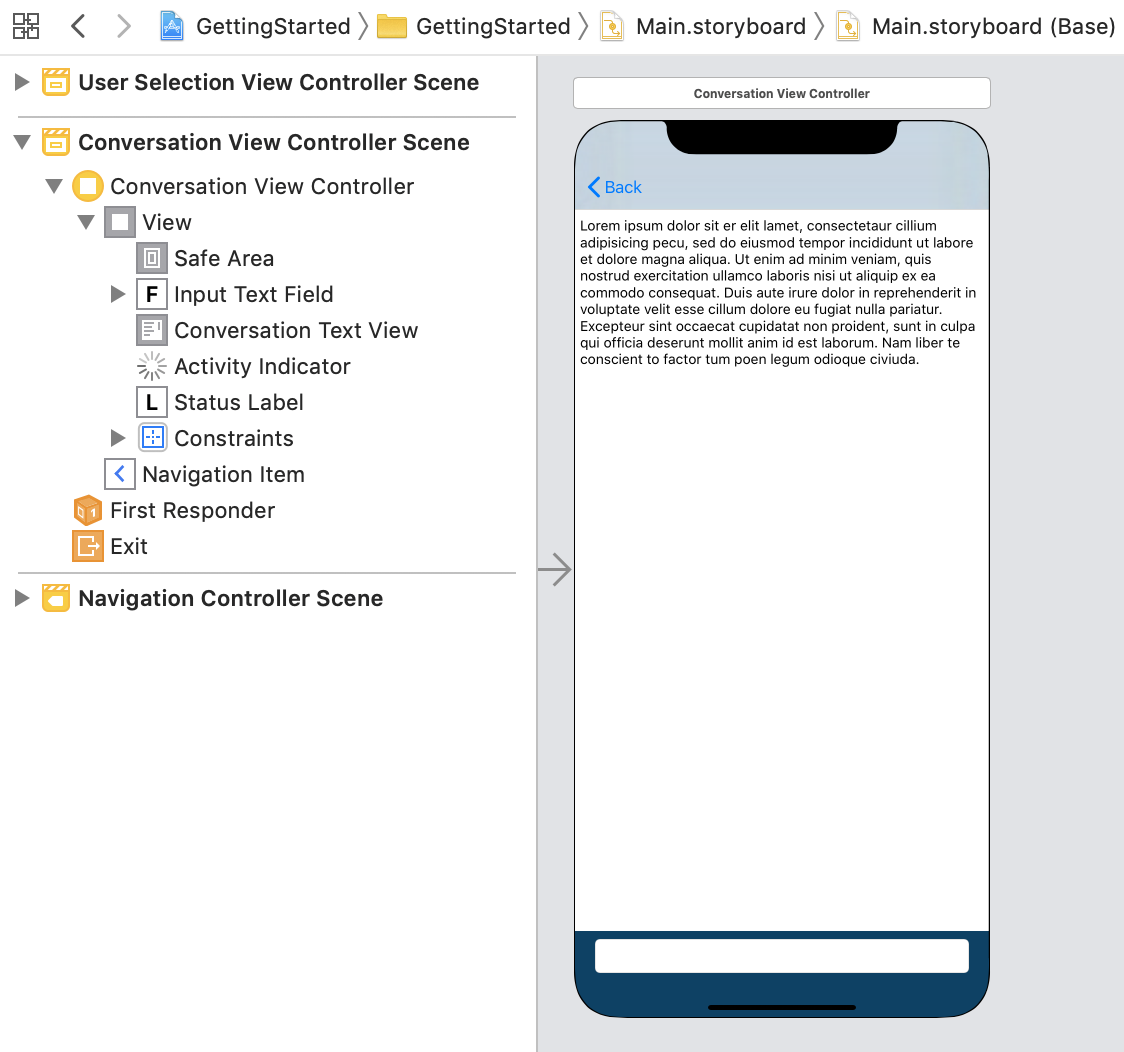 GettingStarted GettingStarted Main.storyboard Main.storyboard (Base)
User Selection View Controller Scene
Conversation View Controller Scene
Conversation View Controller
View
Safe Area
F Input Text Field
Conversation Text View
Activity Indicator
L Status Label
Constraints
Navigation Item
1 First Responder
Exit
Navigation Controller Scene
Conversation View Controller
Back
Lorem ipsum dolor sit er elit lamet, consectetaur cillium
adipisicing pecu, sed do eiusmod tempor incididunt ut labore
et dolore magna aliqua. Ut enim ad minim veniam, quis
nostrud exercitation ullamco laboris nisi ut aliquip ex ea
commodo consequat. Duis aute irure dolor in reprehenderit in
voluptate velit esse cillum dolore eu fugiat nulla pariatur.
Excepteur sint occaecat cupidatat non proident, sunt in culpa
qui officia deserunt mollit anim id est laborum. Nam liber te
conscient to factor tum poen legum odioque civiuda.